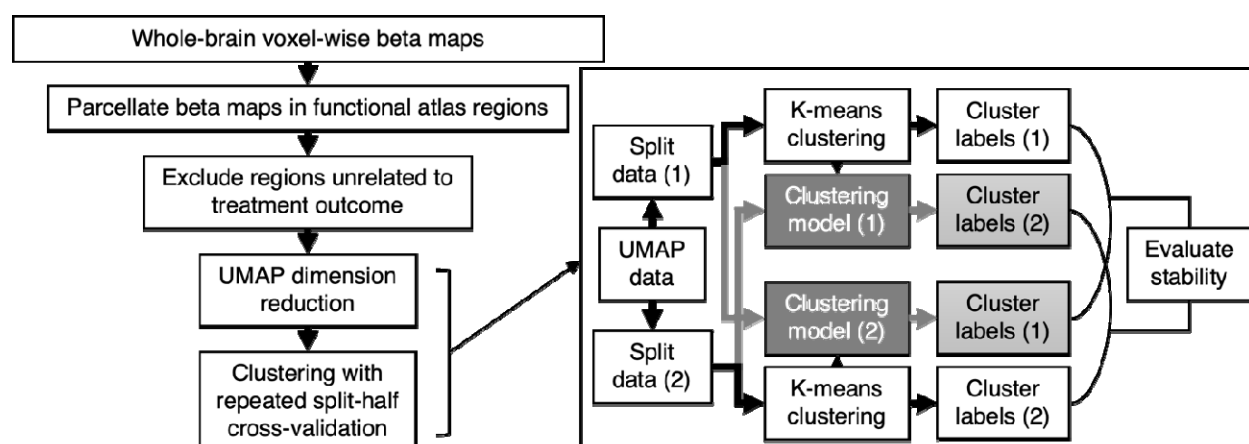 Whole-brain voxel-wise beta maps
Parcellate beta maps in functional atlas regions
Exclude regions unrelated to
treatment outcome
UMAP dimension
reduction
Clustering with
repeated split-half
cross-validation
Split
data (1)
UMAP
data
Split
data (2)
K-means
clustering
Cluster
labels (1)
Clustering
model (1)
Cluster
labels (2)
Clustering
model (2)
Cluster
labels (1)
K-means
clustering
Cluster
labels (2)
Evaluate
stability